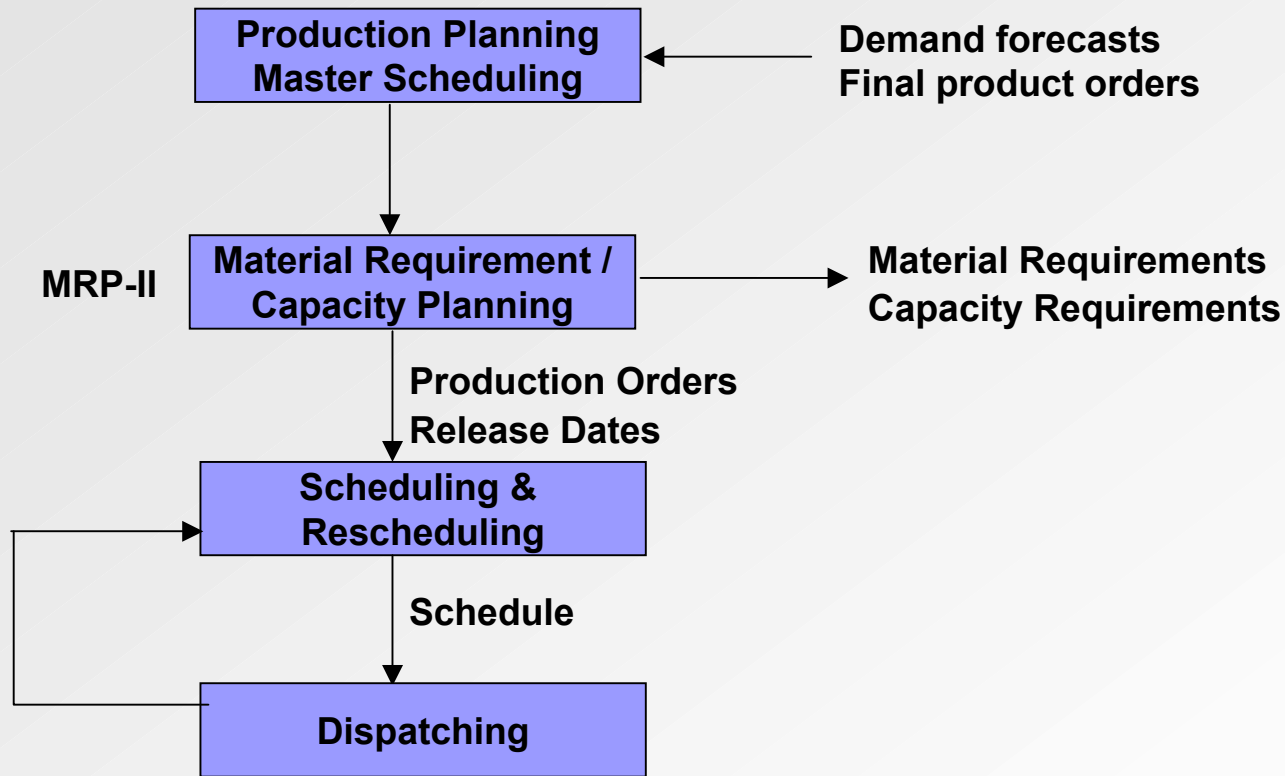 Production Planning
Master Scheduling
Demand forecasts
Final product orders
MRP-II
Material Requirement /
Capacity Planning
Material Requirements
Capacity Requirements
Production Orders
Release Dates
Scheduling &
Rescheduling
Schedule
Dispatching